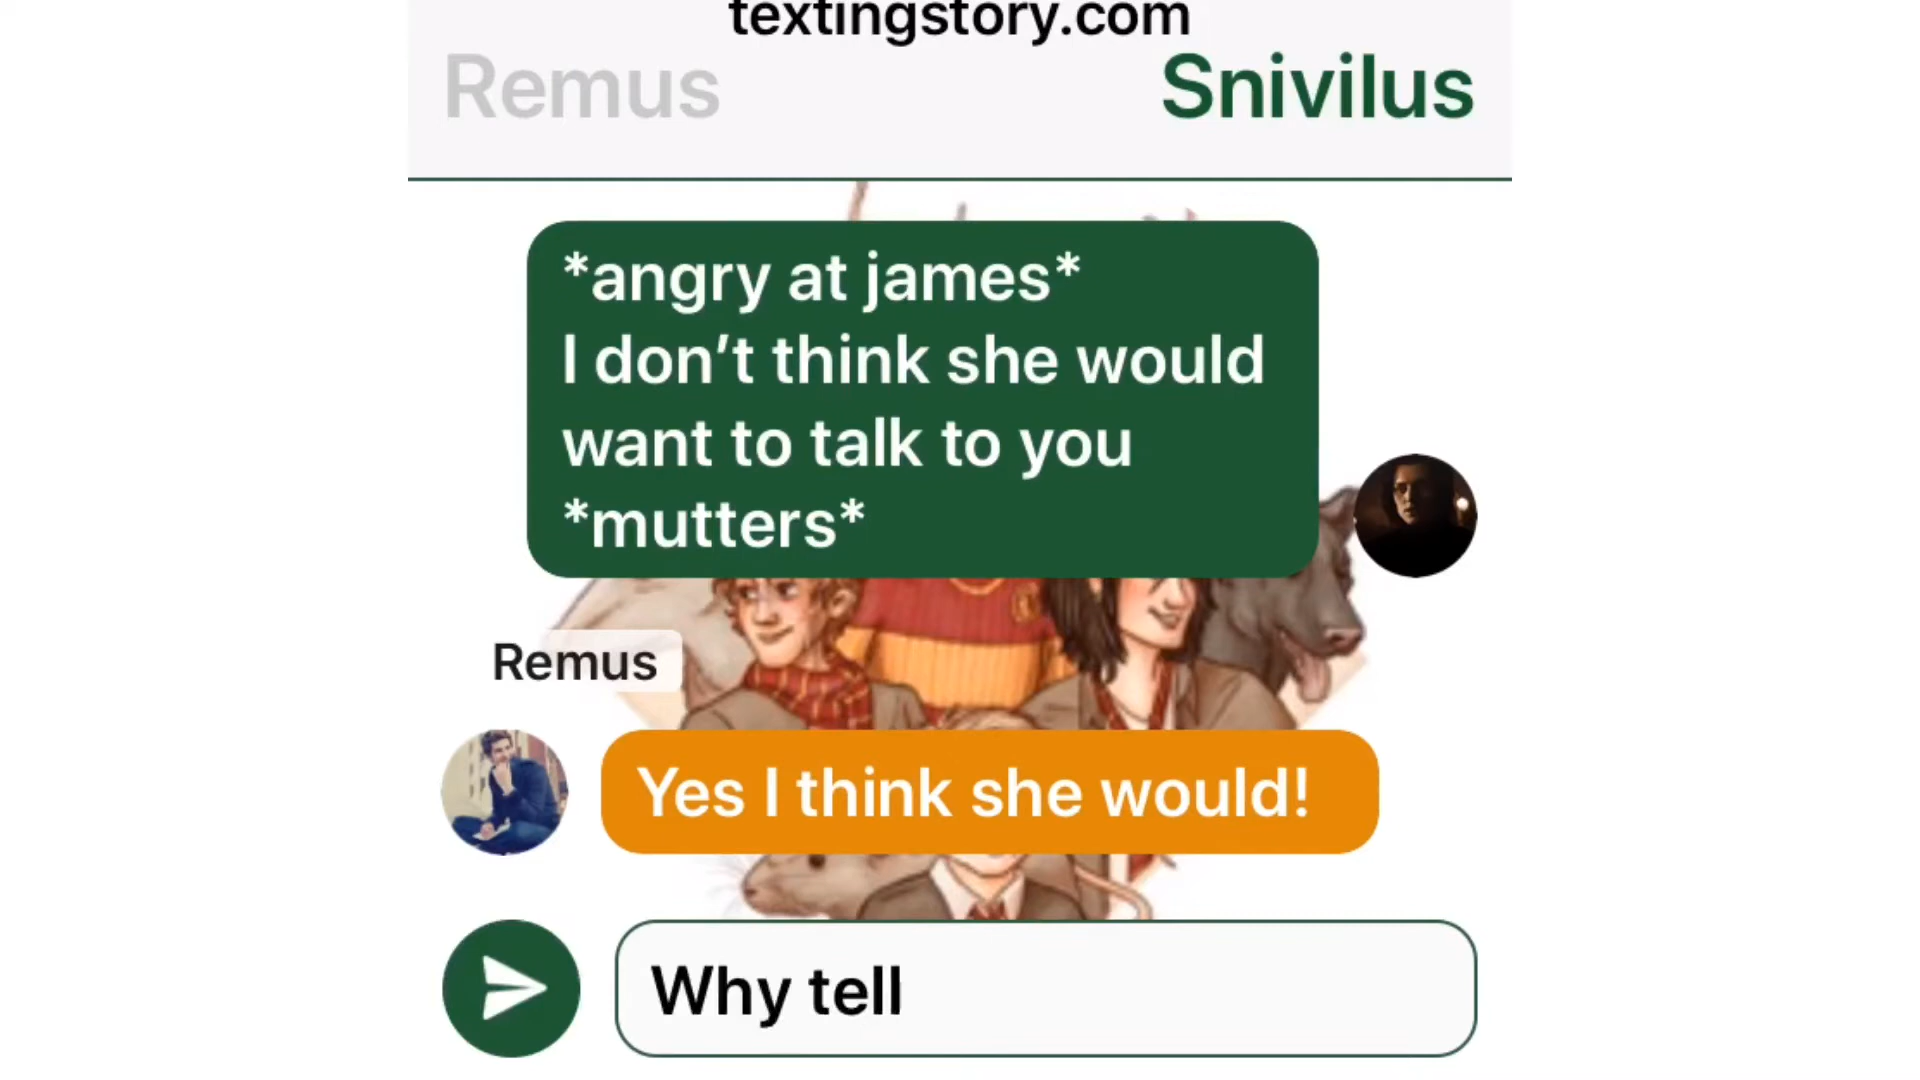 textingstory.com
Remus
Snivilus
*angry at james*
I don’t think she would
want to talk to you
*mutters*
Remus
Yes I think she would!
Why tell